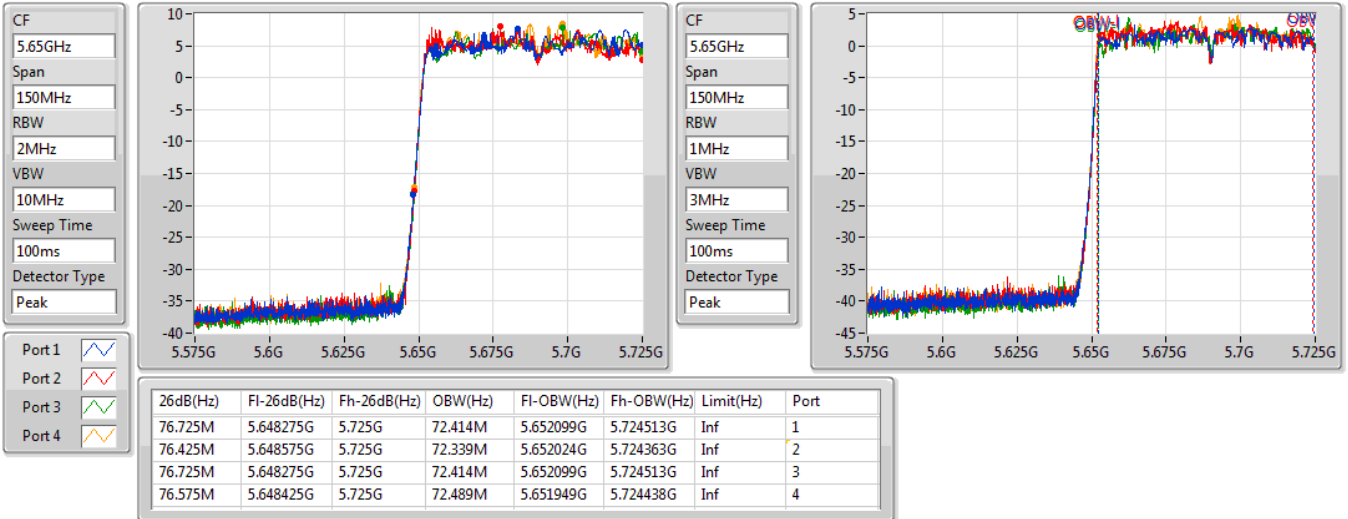 CF
5.65GHz
Span
150MHz
RBW
2MHz
VBW
10MHz
Sweep Time
100ms
Detector Type
Peak
10
5
0
-5
-10
-15
-20
-25
-30
-35
-40
5.575G 5.6G 5.625G 5.65G 5.675G 5.7G 5.725G
CF
5.65GHz
Span
150MHz
RBW
1MHz
VBW
3MHz
Sweep Time
100ms
Detector Type
Peak
5
0
-5
-10
-15
-20
-25
-30
-35
-40
-45
5.575G 5.6G 5.625G 5.65G 5.675G 5.7G 5.725G
Port 1
Port 2
Port 3
Port 4
26dB(Hz) Fl-26dB(Hz) Fh-26dB(Hz) OBW(Hz) Fl-OBW(Hz) Fh-OBW(Hz) Limit(Hz) Port
76.725M 5.648275G 5.725G 72.414M 5.652099G 5.724513G Inf 1
76.425M 5.648575G 5.725G 72.339M 5.652024G 5.724363G Inf 2
76.725M 5.648275G 5.725G 72.414M 5.652099G 5.724513G Inf 3
76.575M 5.648425G 5.725G 72.489M 5.651949G 5.724438G Inf 4